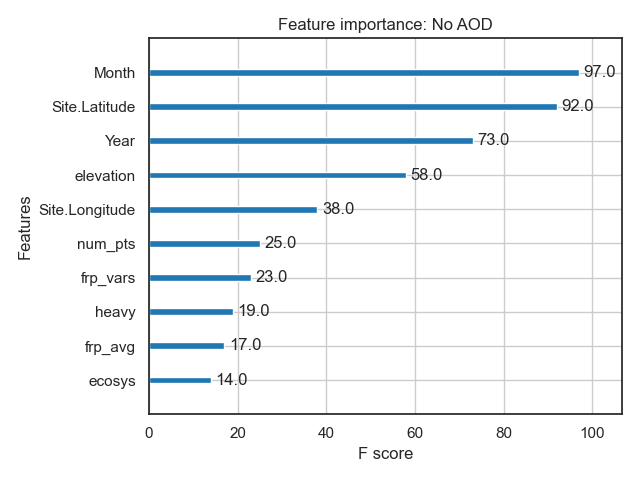 Feature importance: No AOD
Month 97.0
Site.Latitude 92.0
Year 73.0
elevation 58.0
Site.Longitude 38.0
num_pts 25.0
frp_vars 23.0
heavy 19.0
frp_avg 17.0
ecosys 14.0
Features
0 20 40 60 80 100
F score